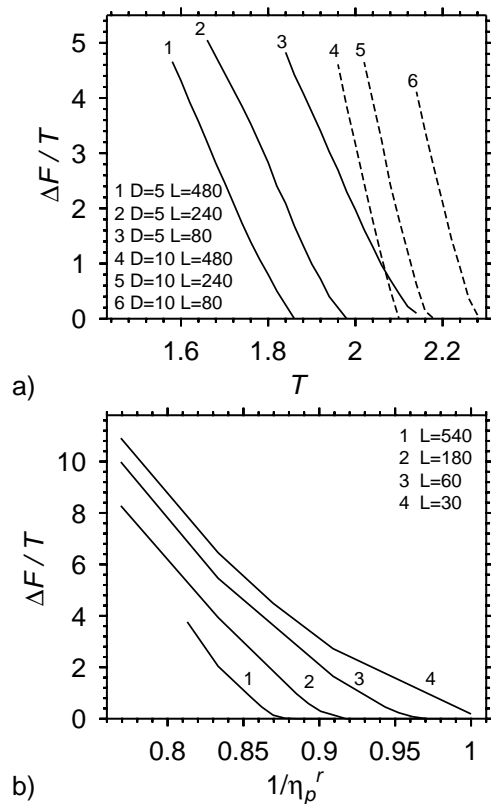 5
4
3
2
1
0
ΔF / T
1
2
3
4
5
6
1 D=5 L=480
2 D=5 L=240
3 D=5 L=80
4 D=10 L=480
5 D=10 L=240
6 D=10 L=80
1.6
1.8
2
2.2
T
a)
10
8
6
4
2
0
ΔF / T
1 L=540
2 L=180
3 L=60
4 L=30
1
2
3
4
0.8
0.85
0.9
0.95
1
1/ηₚʳ
b)